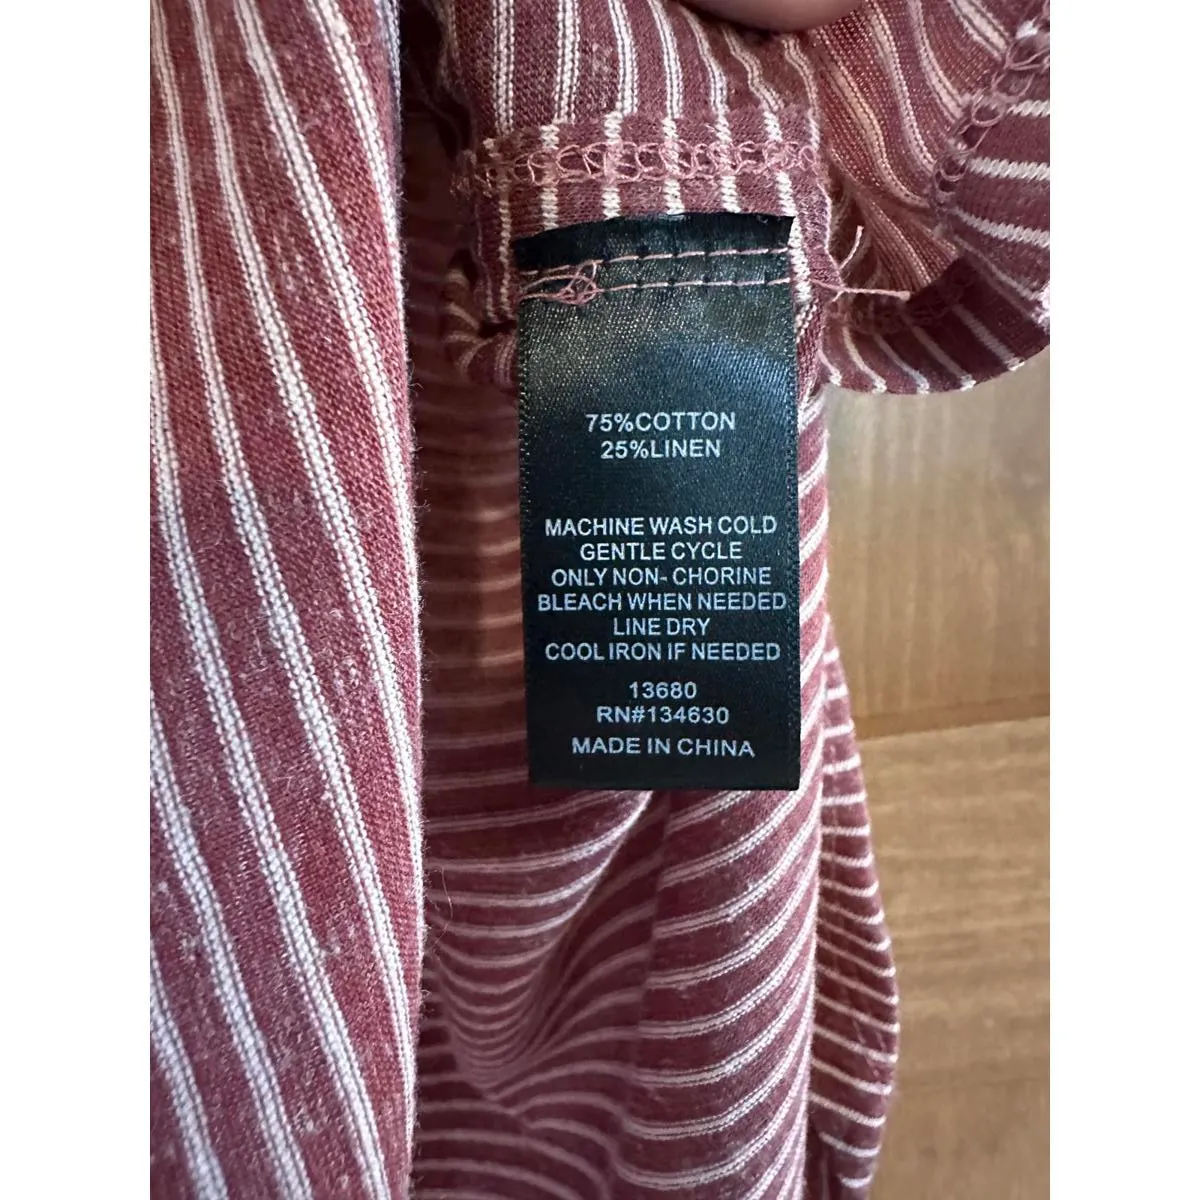 75%COTTON
25%LINEN
MACHINE WASH COLD
GENTLE CYCLE
ONLY NON- CHORINE
BLEACH WHEN NEEDED
LINE DRY
COOL IRON IF NEEDED
13680
RN#134630
MADE IN CHINA